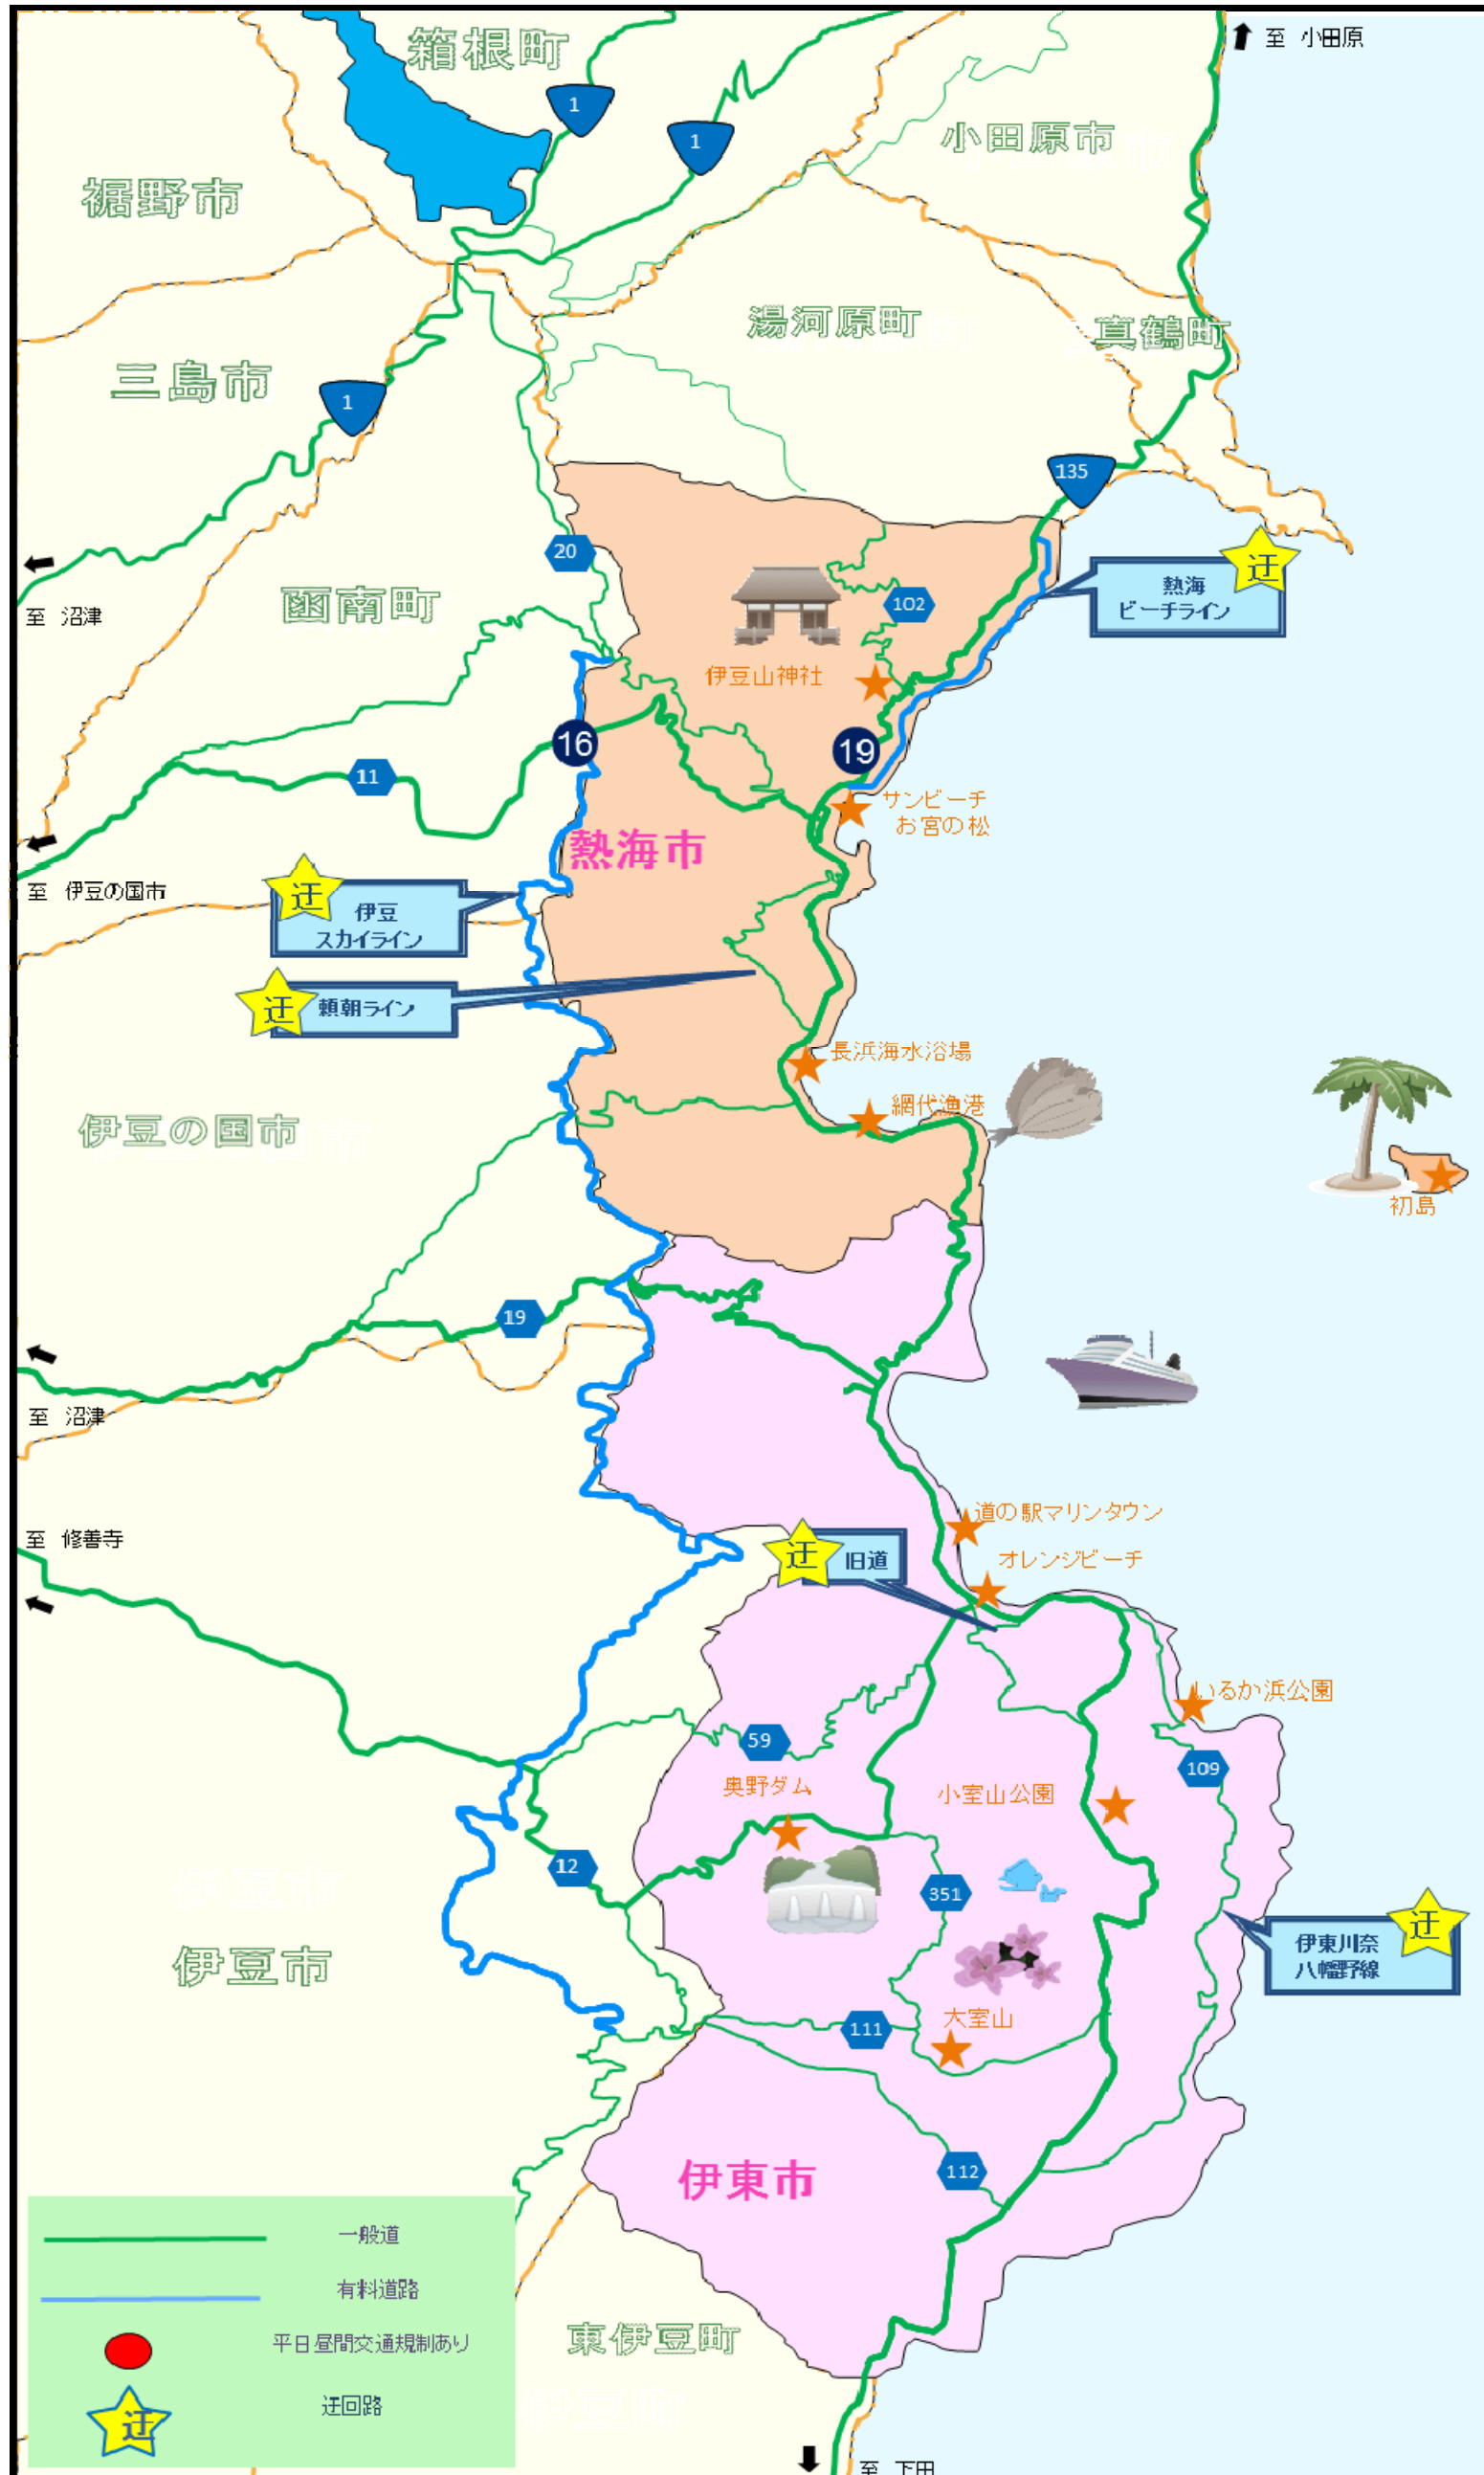 箱根町
至 小田原
1
1
小田原市
裾野市
湯河原町
真鶴町
三島市
1
135
20
迂
熱海
ビーチライン
函南町
102
至 沼津
伊豆山神社
16
19
11
サンビーチ
お宮の松
熱海市
至 伊豆の国市
迂
伊豆
スカイライン
迂
頼朝ライン
長浜海水浴場
網代漁港
伊豆の国市
初島
19
至 沼津
道の駅マリンタウン
至 修善寺
迂
旧道
オレンジビーチ
いるか浜公園
59
109
奥野ダム
小室山公園
12
351
迂
伊東川奈
八幡野線
伊豆市
大室山
111
112
伊東市
一般道
有料道路
平日昼間交通規制あり
東伊豆町
迂
迂回路
至 下田